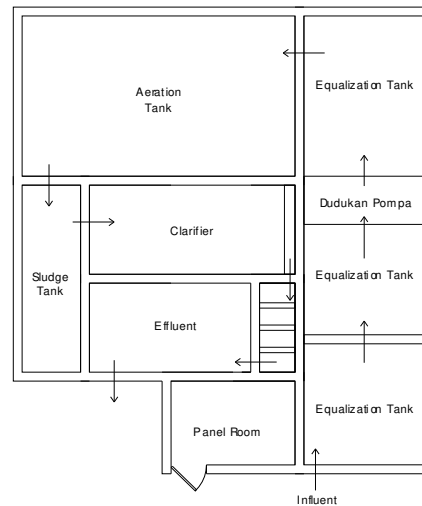 Equalization Tank
Aeration
Tank
Dudukan Pompa
Clarifier
Sludge
Tank
Equalization Tank
Effluent
Equalization Tank
Panel Room
Influent